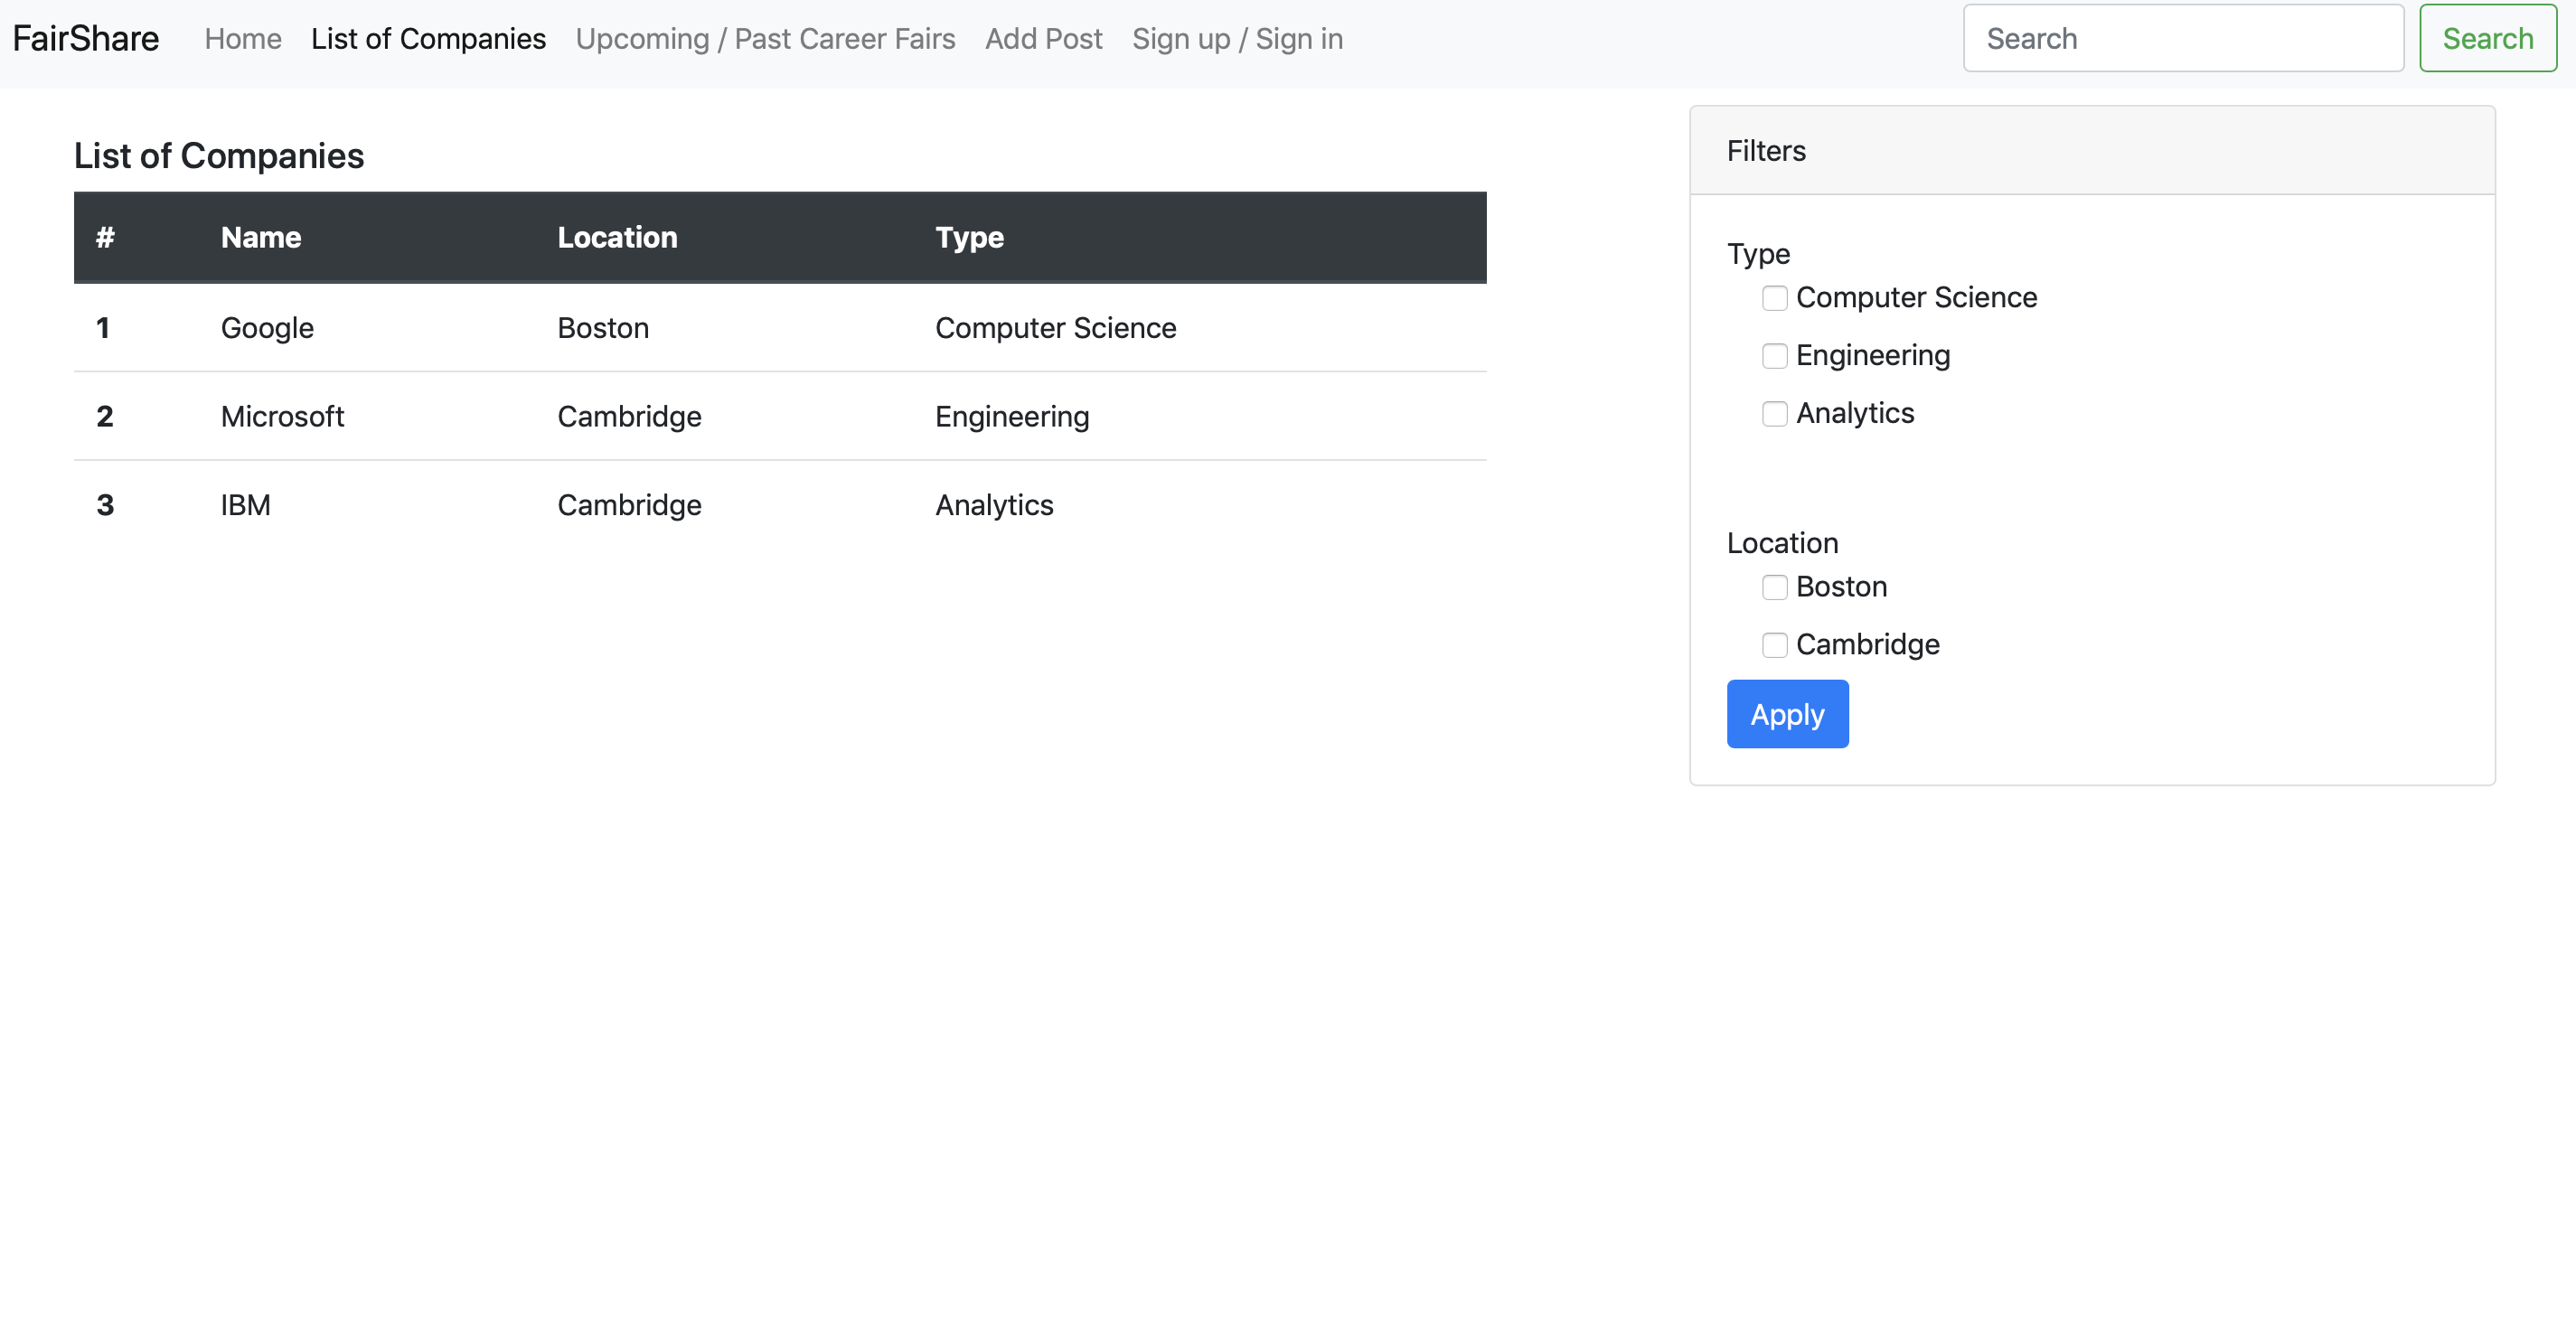 FairShare Home List of Companies Upcoming / Past Career Fairs Add Post Sign up / Sign in Search Search
List of Companies
# Name Location Type
1 Google Boston Computer Science
2 Microsoft Cambridge Engineering
3 IBM Cambridge Analytics
Filters
Type
Computer Science
Engineering
Analytics
Location
Boston
Cambridge
Apply